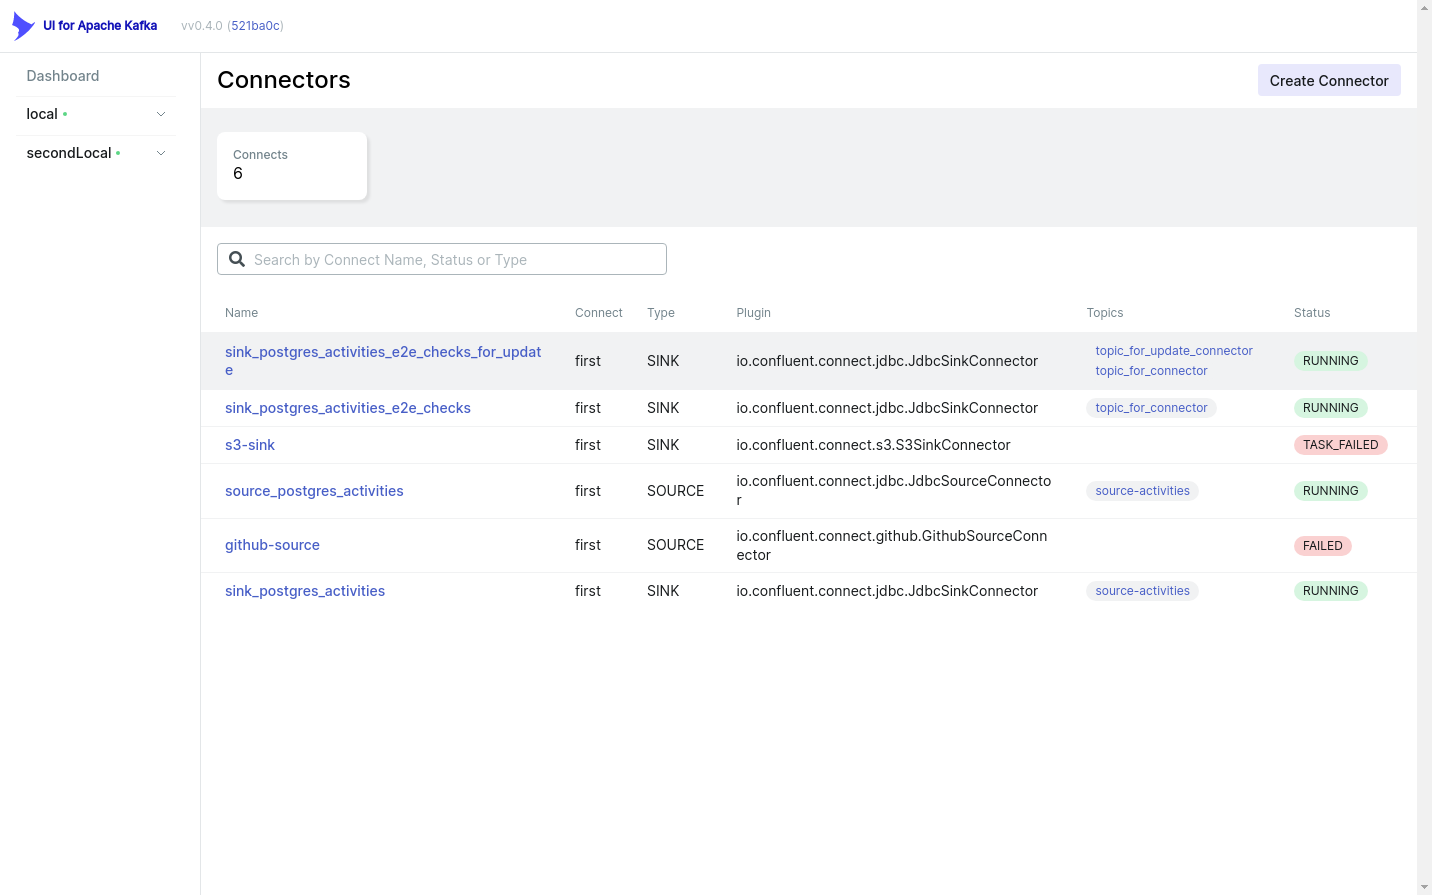 UI for Apache Kafka vv0.4.0 (521ba0c)
Dashboard
local
secondLocal
Connectors
Create Connector
Connects
6
Search by Connect Name, Status or Type
Name Connect Type Plugin Topics Status
sink_postgres_activities_e2e_checks_for_updat
e
first SINK io.confluent.connect.jdbc.JdbcSinkConnector
topic_for_update_connector
topic_for_connector
RUNNING
sink_postgres_activities_e2e_checks first SINK io.confluent.connect.jdbc.JdbcSinkConnector topic_for_connector RUNNING
s3-sink first SINK io.confluent.connect.s3.S3SinkConnector TASK_FAILED
source_postgres_activities first SOURCE
io.confluent.connect.jdbc.JdbcSourceConnecto
r
source-activities RUNNING
github-source first SOURCE
io.confluent.connect.github.GithubSourceConn
ector
FAILED
sink_postgres_activities first SINK io.confluent.connect.jdbc.JdbcSinkConnector source-activities RUNNING